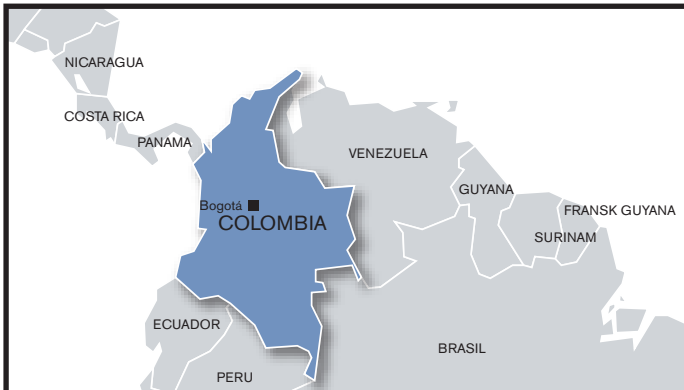 NICARAGUA
COSTA RICA
PANAMA
VENEZUELA
GUYANA
FRANSK GUYANA
SURINAM
Bogotá
COLOMBIA
ECUADOR
PERU
BRASIL